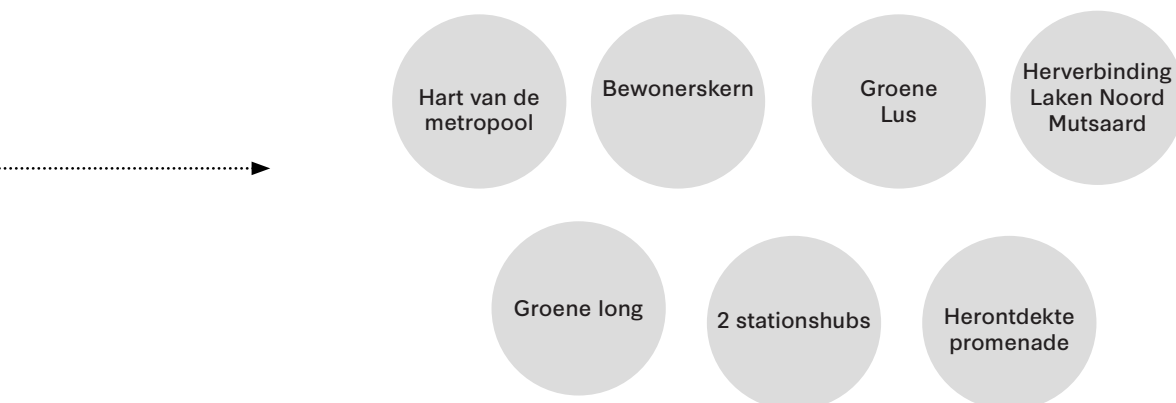 Hart van de
metropool
Bewonerskern
Groene
Lus
Herverbinding
Laken Noord
Mutsaard
Groene long
2 stationshubs
Herontdekte
promenade